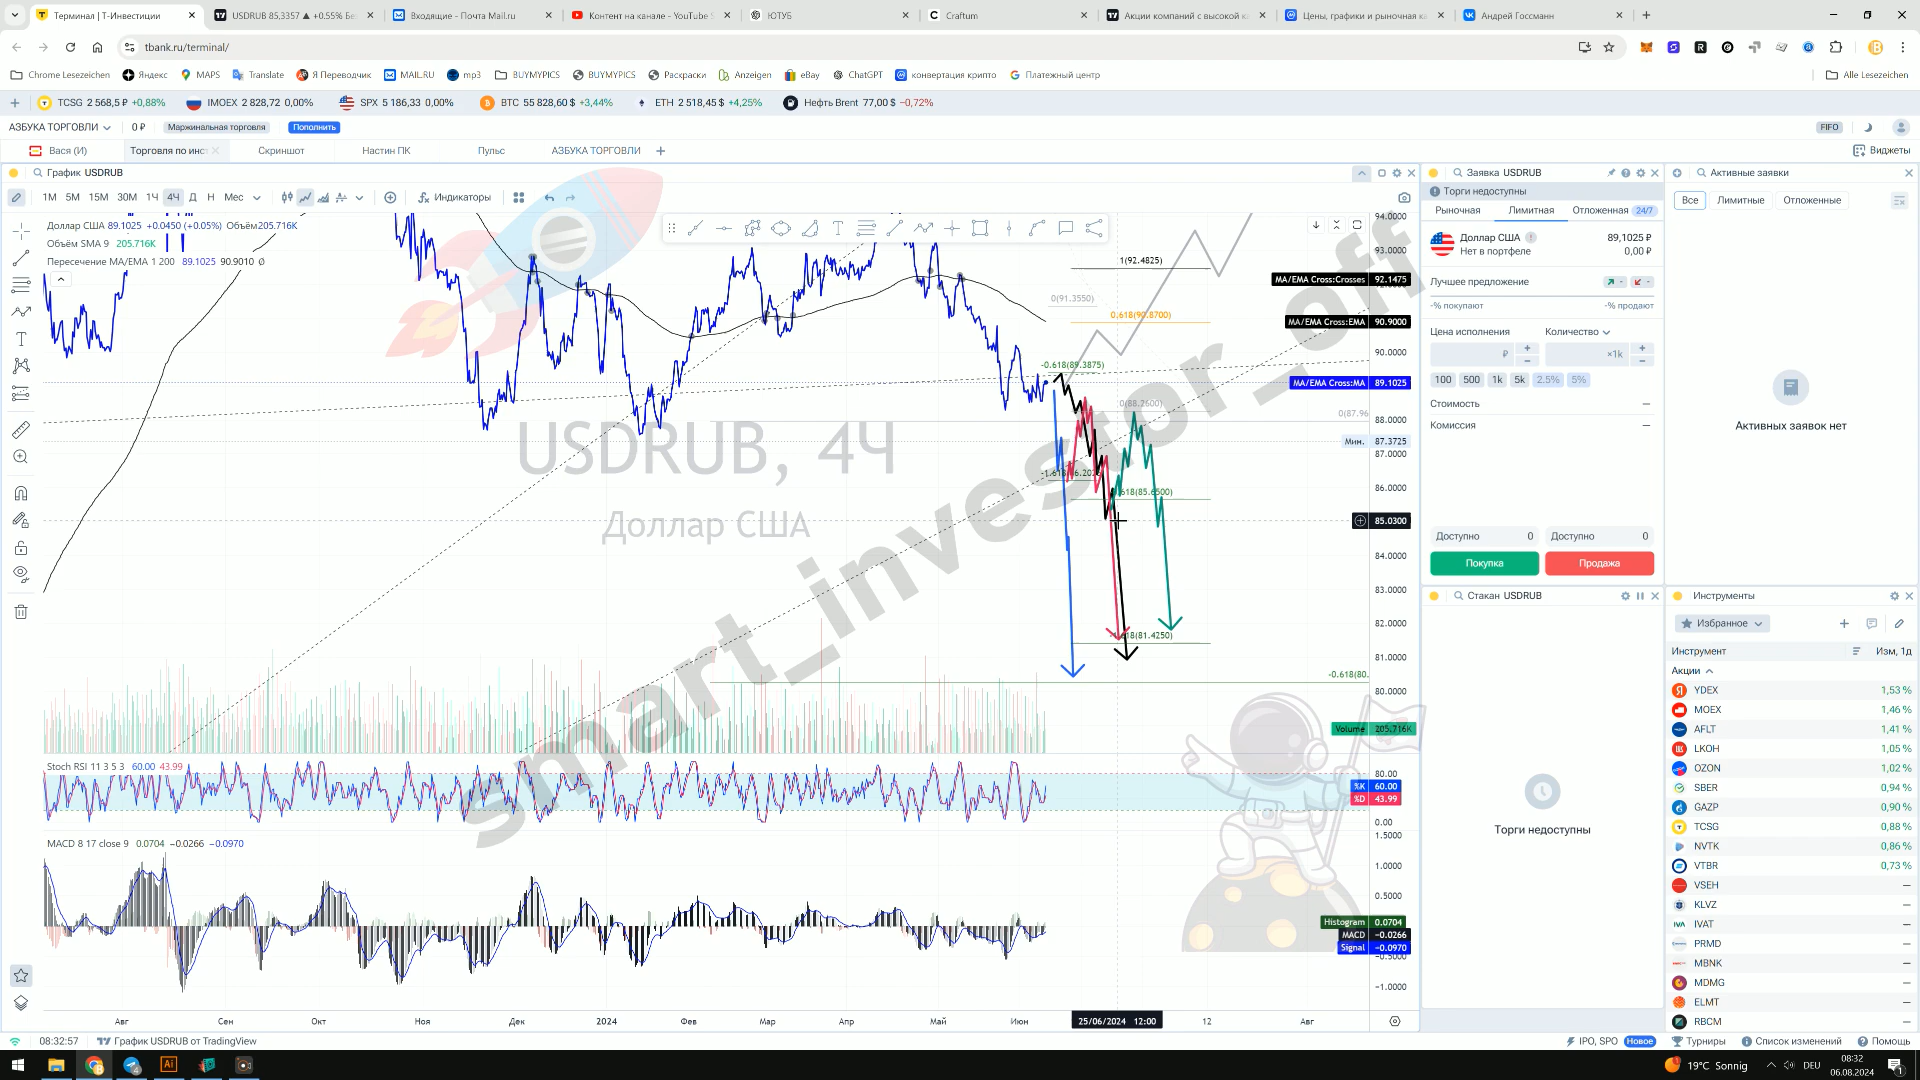 Терминал | Т-Инвестиции
USDRUB 85,3357 ▲ +0.55% Бе
Входящие - Почта Mail.ru
Контент на канале - YouTube S
ЮТУБ
Craftum
Акции компаний с высокой к
Цены, графики и рыночная ка
Андрей Госсманн
tbank.ru/terminal/
Chrome Lesezeichen
Яндекс
MAPS
Translate
Я Переводчик
MAIL.RU
mp3
BUYMYPICS
BUYMYPICS
Раскраски
Anzeigen
eBay
ChatGPT
конвертация крипто
Платежный центр
Alle Lesezeichen
TCSG 2 568,5 ₽ +0,88%
IMOEX 2 828,72 0,00%
SPX 5 186,33 0,00%
BTC 55 828,60 $ +3,44%
ETH 2 518,45 $ +4,25%
Нефть Brent 77,00 $ −0,72%
АЗБУКА ТОРГОВЛИ
0 ₽
Маржинальная торговля
Пополнить
FIFO
Вася (И)
Торговля по инст
Скриншот
Настин ПК
Пульс
АЗБУКА ТОРГОВЛИ
Виджеты
График USDRUB
1М 5М 15М 30М 1Ч 4Ч Д Н Мес
Индикаторы
Доллар США 89.1025 +0.0450 (+0.05%) Объём205.716K
Объём SMA 9 205.716K
Пересечение MA/EMA 1 200 89.1025 90.9010 Ø
1(92.4825)
0(91.3550)
0.618(90.8700)
-0.618(89.3875)
0(88.2600)
0(87.96
618(85.6500)
618(81.4250)
-0.618(80.
USDRUB, 4Ч
Доллар США
smart_investor_off
94.0000
93.0000
MA/EMA Cross:Crosses 92.1475
MA/EMA Cross:EMA 90.9000
90.0000
MA/EMA Cross:MA 89.1025
88.0000
Мин. 87.3725
87.0000
86.0000
85.0300
84.0000
83.0000
82.0000
81.0000
80.0000
Volume 205.716K
Stoch RSI 11 3 5 3 60.00 43.99
80.00
%K 60.00
%D 43.99
0.00
MACD 8 17 close 9 0.0704 −0.0266 −0.0970
1.5000
1.0000
0.5000
Histogram 0.0704
MACD −0.0266
Signal −0.0970
−0.5000
−1.0000
Авг Сен Окт Ноя Дек 2024 Фев Мар Апр Май Июн 25/06/2024 12:00 12 Авг
08:32:57
График USDRUB от TradingView
Заявка USDRUB
Торги недоступны
Рыночная Лимитная Отложенная 24/7
Доллар США 89,1025 ₽
Нет в портфеле 0,00 ₽
Лучшее предложение
-% покупают -% продают
Цена исполнения Количество
₽ ×1k
100 500 1k 5k 2.5% 5%
Стоимость —
Комиссия —
Доступно 0 Доступно 0
Покупка Продажа
Стакан USDRUB
Торги недоступны
Активные заявки
Все Лимитные Отложенные
Активных заявок нет
Инструменты
Избранное
Инструмент Изм, 1д
Акции
YDEX 1,53 %
MOEX 1,46 %
AFLT 1,41 %
LKOH 1,05 %
OZON 1,02 %
SBER 0,94 %
GAZP 0,90 %
TCSG 0,88 %
NVTK 0,86 %
VTBR 0,73 %
VSEH —
KLVZ —
IVAT —
PRMD —
MBNK —
MDMG —
ELMT —
RBCM —
IPO, SPO Новое
Турниры
Список изменений
Помощь
19°C Sonnig
DEU
08:32
06.08.2024